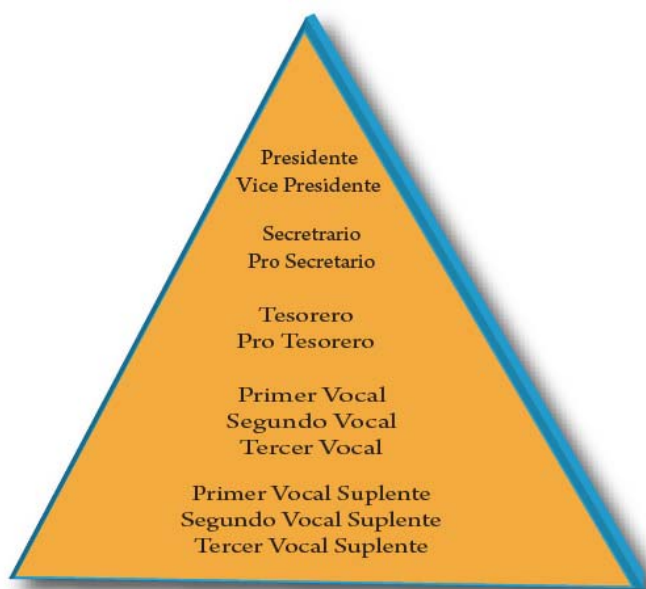 Presidente
Vice Presidente
Secretrario
Pro Secretario
Tesorero
Pro Tesorero
Primer Vocal
Segundo Vocal
Tercer Vocal
Primer Vocal Suplente
Segundo Vocal Suplente
Tercer Vocal Suplente